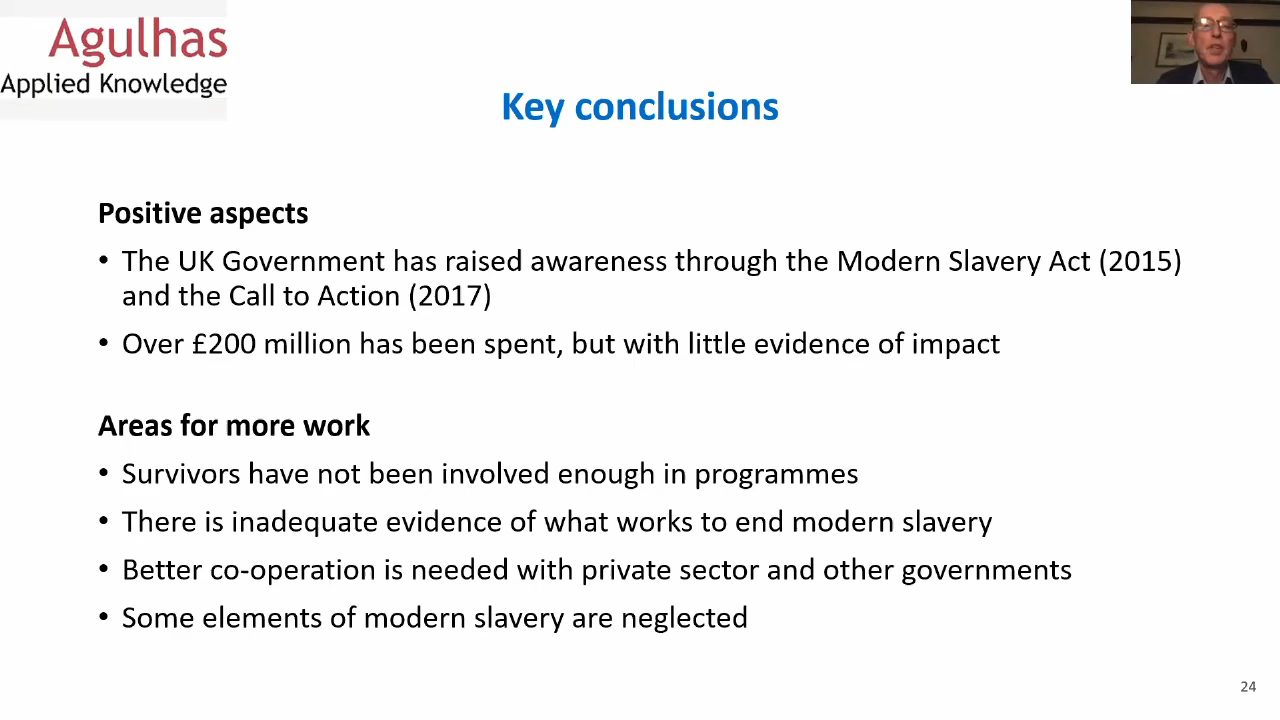 Agulhas
Applied Knowledge
Key conclusions
Positive aspects
• The UK Government has raised awareness through the Modern Slavery Act (2015)
and the Call to Action (2017)
• Over £200 million has been spent, but with little evidence of impact
Areas for more work
• Survivors have not been involved enough in programmes
• There is inadequate evidence of what works to end modern slavery
• Better co-operation is needed with private sector and other governments
• Some elements of modern slavery are neglected
24